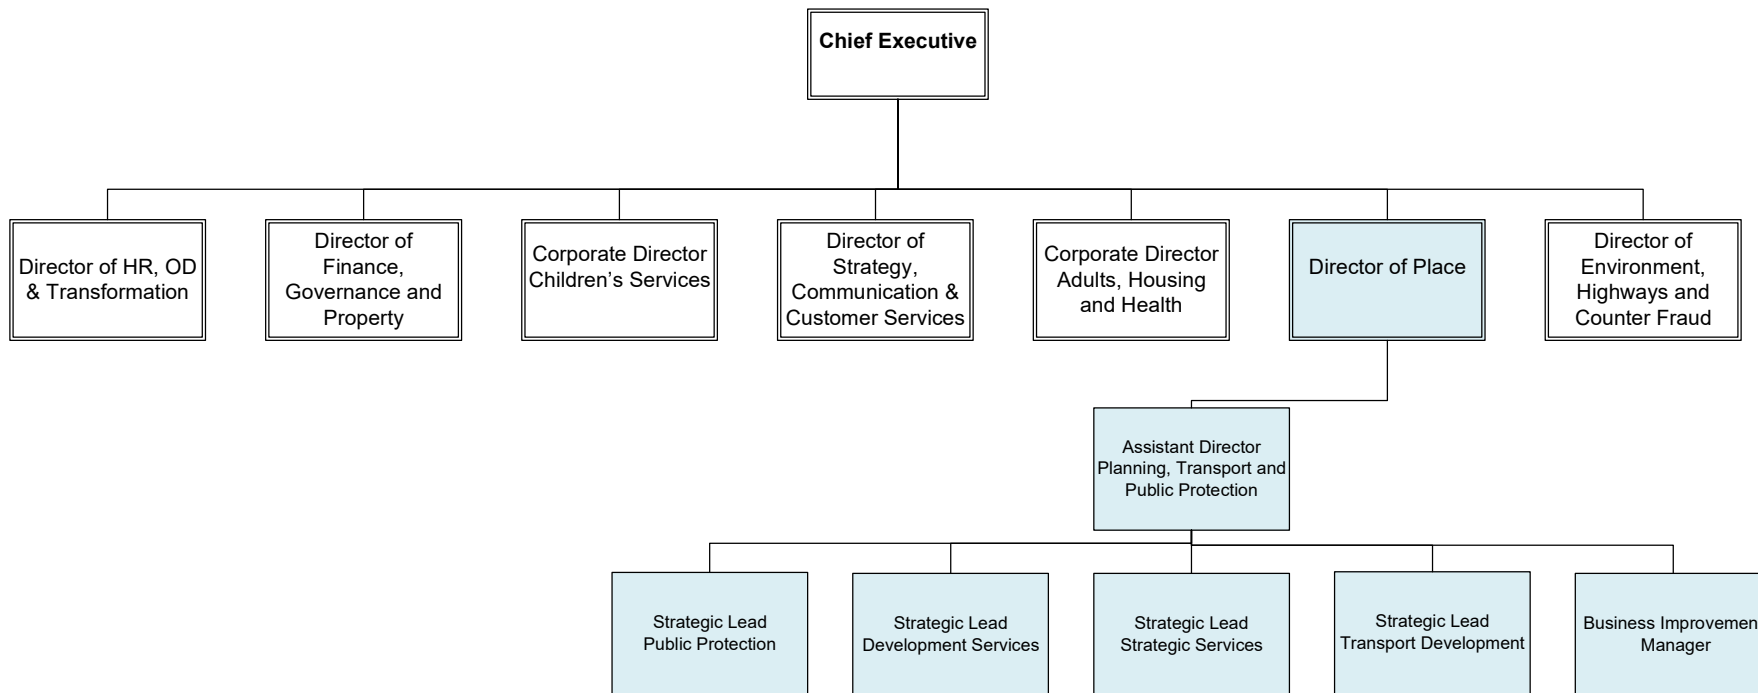 Chief Executive
Director of HR, OD
& Transformation
Director of
Finance,
Governance and
Property
Corporate Director
Children's Services
Director of
Strategy,
Communication &
Customer Services
Corporate Director
Adults, Housing
and Health
Director of Place
Director of
Environment,
Highways and
Counter Fraud
Assistant Director
Planning, Transport and
Public Protection
Strategic Lead
Public Protection
Strategic Lead
Development Services
Strategic Lead
Strategic Services
Strategic Lead
Transport Development
Business Improvemen
Manager